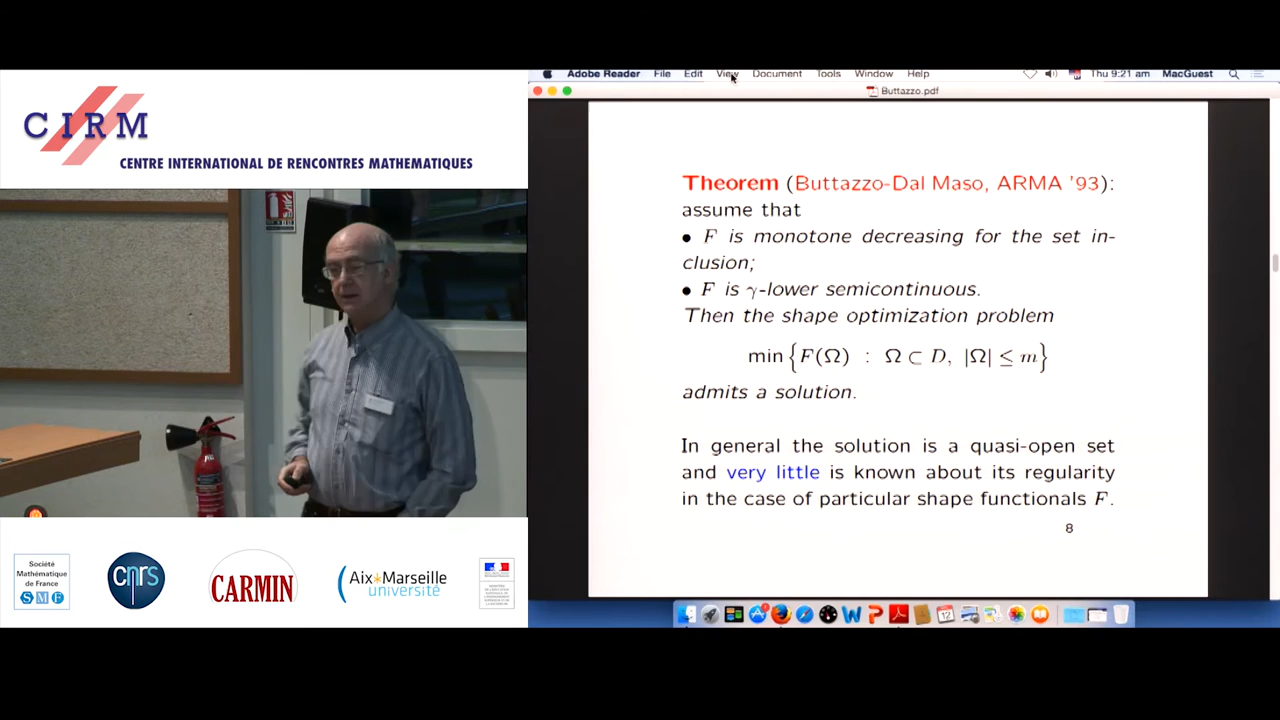 CIRM
CENTRE INTERNATIONAL DE RENCONTRES MATHEMATIQUES
Adobe Reader File Edit View Document Tools Window Help Thu 9:21 am MacGuest
Buttazzo.pdf
Theorem (Buttazzo-Dal Maso, ARMA '93):
assume that
• F is monotone decreasing for the set in-
clusion;
• F is γ-lower semicontinuous.
Then the shape optimization problem
min{F(Ω) : Ω ⊂ D, |Ω| ≤ m}
admits a solution.
In general the solution is a quasi-open set
and very little is known about its regularity
in the case of particular shape functionals F.
8
Société
Mathématique
de France
SMF
cnrs
CARMIN
Aix*Marseille
université